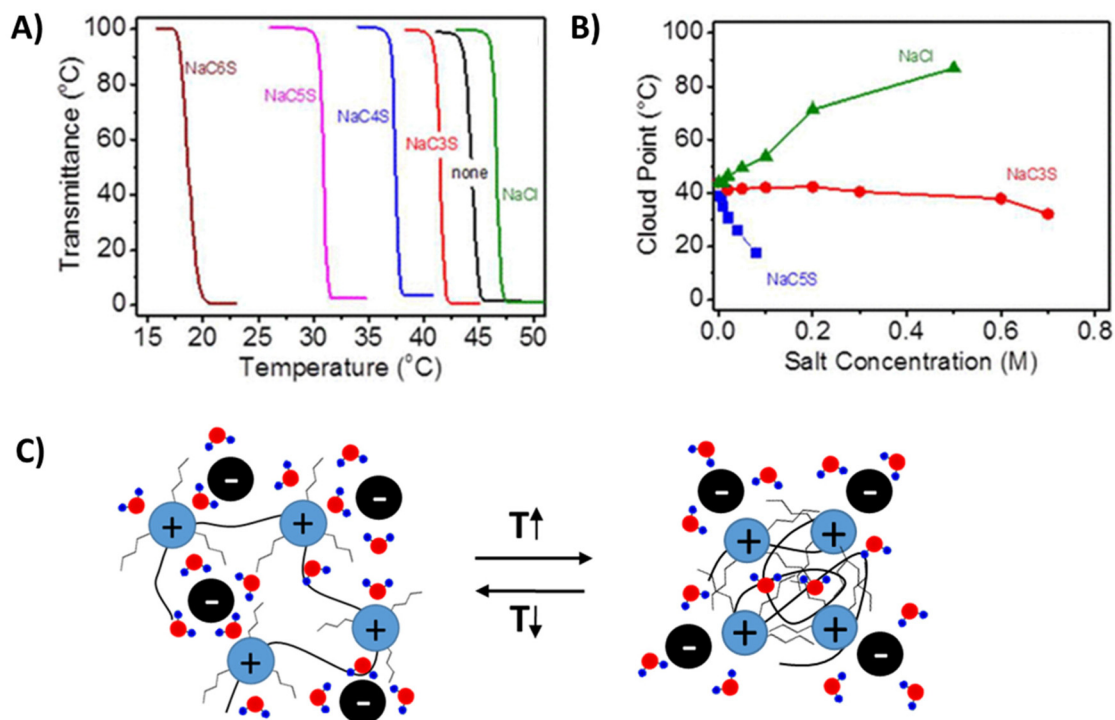 A)
Transmittance (°C)
100
80
60
40
20
0
NaC6S
NaC5S
NaC4S
NaC3S
none
NaCl
15 20 25 30 35 40 45 50
Temperature (°C)
B)
Cloud Point (°C)
100
80
60
40
20
0
NaCl
NaC3S
NaC5S
0.0 0.2 0.4 0.6 0.8
Salt Concentration (M)
C)
- -
+ +
-
+
+
-
T↑
T↓
- -
+ +
+ +
- -